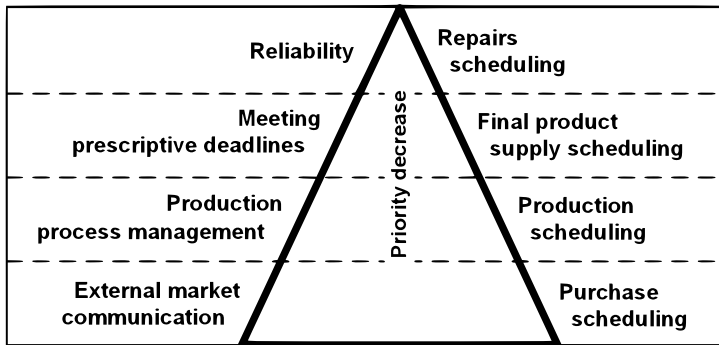 Reliability
Repairs
scheduling
Meeting
prescriptive deadlines
Priority decrease
Final product
supply scheduling
Production
process management
Production
scheduling
External market
communication
Purchase
scheduling